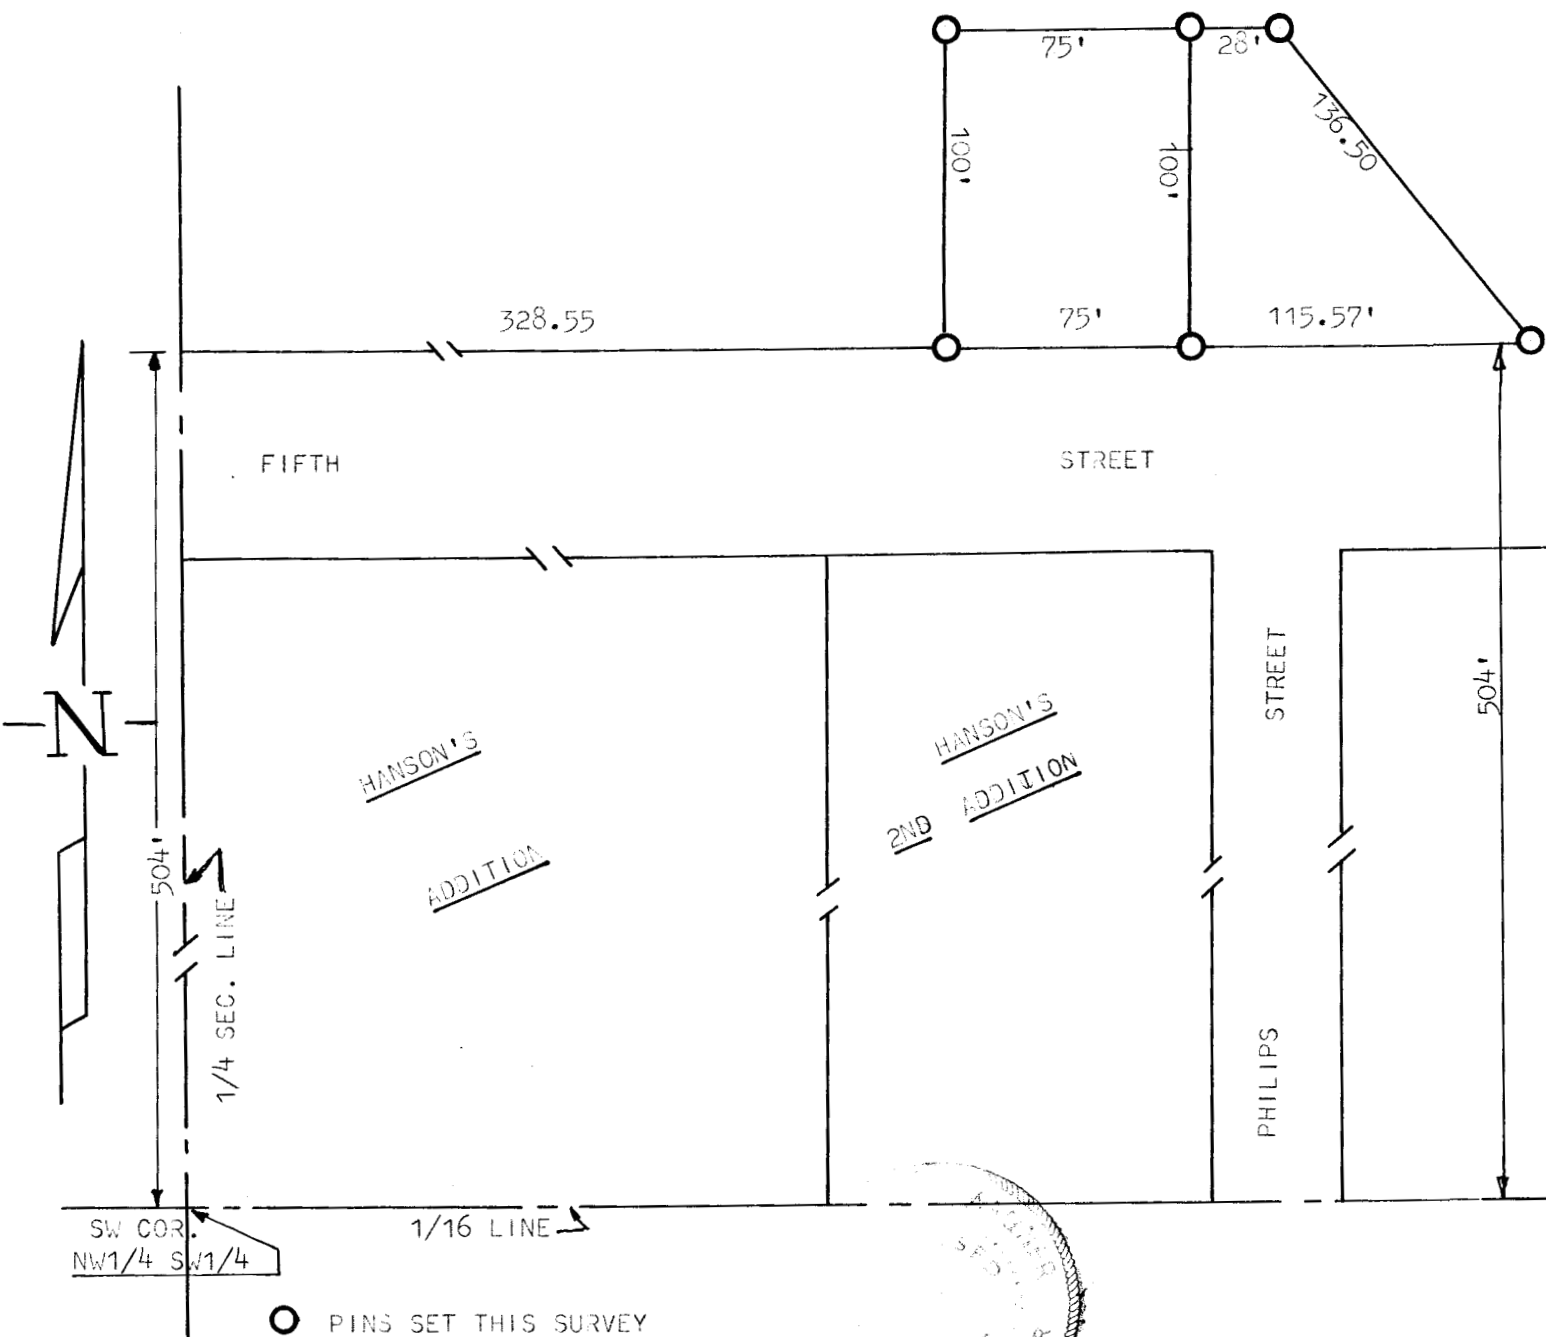 75'
28'
136.50
100'
100'
328.55
75'
115.57'
FIFTH STREET
HANSON'S
ADDITION
HANSON'S
2ND ADDITION
STREET
PHILIPS
504'
504'
1/4 SEC. LINE
N
SW COR.
NW1/4 SW1/4
1/16 LINE
PINS SET THIS SURVEY